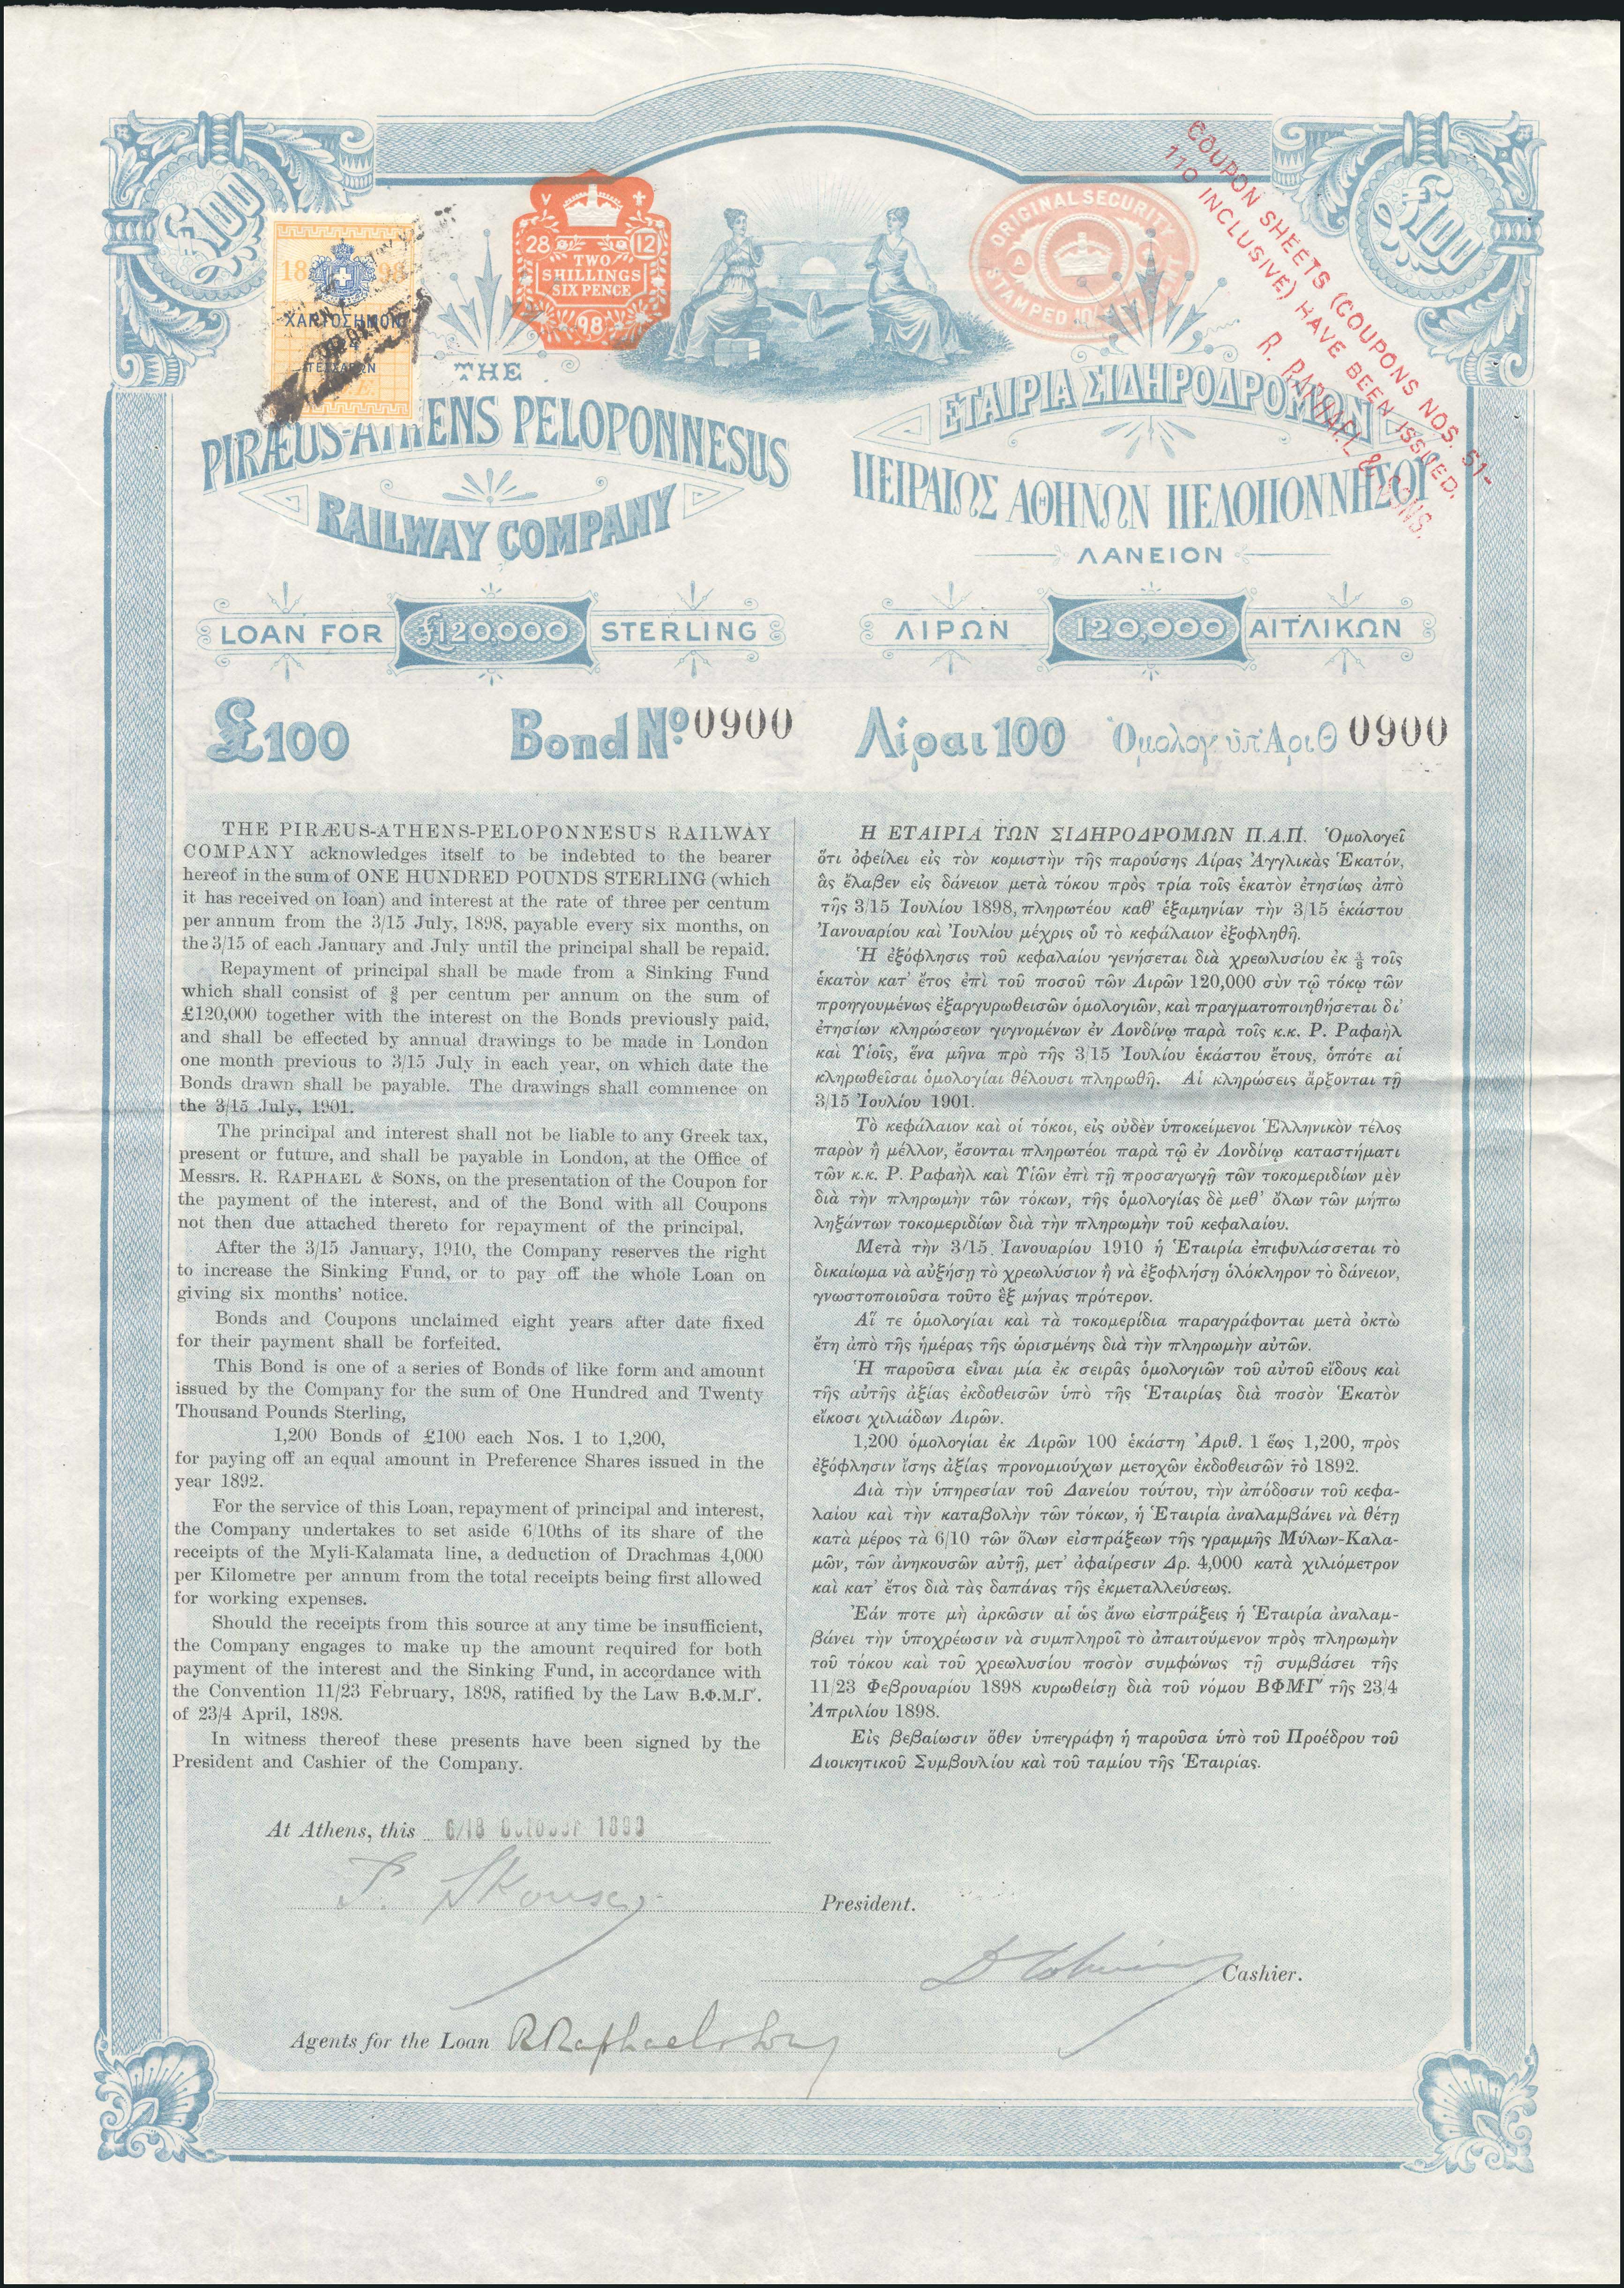 £100
£100
COUPON SHEETS (COUPONS NOS. 51-
110 INCLUSIVE) HAVE BEEN ISSUED.
R. RAPHAEL & SONS.
18 98
ΧΑΡΤΟΣΗΜΟΝ
V
28 12
TWO
SHILLINGS
SIX PENCE
98
ORIGINAL SECURITY
STAMPED
THE
PIRÆUS-ATHENS PELOPONNESUS
RAILWAY COMPANY
LOAN FOR £120,000 STERLING
ΕΤΑΙΡΙΑ ΣΙΔΗΡΟΔΡΟΜΩΝ
ΠΕΙΡΑΙΩΣ ΑΘΗΝΩΝ ΠΕΛΟΠΟΝΝΗΣΟΥ
ΛΑΝΕΙΟΝ
ΛΙΡΩΝ 120,000 ΑΙΤΛΙΚΩΝ
£100 Bond No. 0900
Λίραι 100 Ὁμολογ ὑπ' Αριθ 0900
THE PIRÆUS-ATHENS-PELOPONNESUS RAILWAY
COMPANY acknowledges itself to be indebted to the bearer
hereof in the sum of ONE HUNDRED POUNDS STERLING (which
it has received on loan) and interest at the rate of three per centum
per annum from the 3/15 July, 1898, payable every six months, on
the 3/15 of each January and July until the principal shall be repaid.
Repayment of principal shall be made from a Sinking Fund
which shall consist of ⅜ per centum per annum on the sum of
£120,000 together with the interest on the Bonds previously paid,
and shall be effected by annual drawings to be made in London
one month previous to 3/15 July in each year, on which date the
Bonds drawn shall be payable. The drawings shall commence on
the 3/15 July, 1901.
The principal and interest shall not be liable to any Greek tax,
present or future, and shall be payable in London, at the Office of
Messrs. R. RAPHAEL & SONS, on the presentation of the Coupon for
the payment of the interest, and of the Bond with all Coupons
not then due attached thereto for repayment of the principal.
After the 3/15 January, 1910, the Company reserves the right
to increase the Sinking Fund, or to pay off the whole Loan on
giving six months' notice.
Bonds and Coupons unclaimed eight years after date fixed
for their payment shall be forfeited.
This Bond is one of a series of Bonds of like form and amount
issued by the Company for the sum of One Hundred and Twenty
Thousand Pounds Sterling,
1,200 Bonds of £100 each Nos. 1 to 1,200,
for paying off an equal amount in Preference Shares issued in the
year 1892.
For the service of this Loan, repayment of principal and interest,
the Company undertakes to set aside 6/10ths of its share of the
receipts of the Myli-Kalamata line, a deduction of Drachmas 4,000
per Kilometre per annum from the total receipts being first allowed
for working expenses.
Should the receipts from this source at any time be insufficient,
the Company engages to make up the amount required for both
payment of the interest and the Sinking Fund, in accordance with
the Convention 11/23 February, 1898, ratified by the Law Β.Φ.Μ.Γ'.
of 23/4 April, 1898.
In witness thereof these presents have been signed by the
President and Cashier of the Company.
Η ΕΤΑΙΡΙΑ ΤΩΝ ΣΙΔΗΡΟΔΡΟΜΩΝ Π.Α.Π. Ὁμολογεῖ
ὅτι ὀφείλει εἰς τὸν κομιστὴν τῆς παρούσης Λίρας Ἀγγλικὰς Ἑκατόν,
ἃς ἔλαβεν εἰς δάνειον μετὰ τόκου πρὸς τρία τοῖς ἑκατὸν ἐτησίως ἀπὸ
τῆς 3/15 Ἰουλίου 1898, πληρωτέου καθ' ἑξαμηνίαν τὴν 3/15 ἑκάστου
Ἰανουαρίου καὶ Ἰουλίου μέχρις οὗ τὸ κεφάλαιον ἐξοφληθῇ.
Ἡ ἐξόφλησις τοῦ κεφαλαίου γενήσεται διὰ χρεωλυσίου ἐκ ⅜ τοῖς
ἑκατὸν κατ' ἔτος ἐπὶ τοῦ ποσοῦ τῶν Λιρῶν 120,000 σὺν τῷ τόκῳ τῶν
προηγουμένως ἐξαργυρωθεισῶν ὁμολογιῶν, καὶ πραγματοποιηθήσεται δι'
ἐτησίων κληρώσεων γιγνομένων ἐν Λονδίνῳ παρὰ τοῖς κ.κ. Ρ. Ραφαὴλ
καὶ Υἱοῖς, ἕνα μῆνα πρὸ τῆς 3/15 Ἰουλίου ἑκάστου ἔτους, ὁπότε αἱ
κληρωθεῖσαι ὁμολογίαι θέλουσι πληρωθῆ. Αἱ κληρώσεις ἄρξονται τῇ
3/15 Ἰουλίου 1901.
Τὸ κεφάλαιον καὶ οἱ τόκοι, εἰς οὐδὲν ὑποκείμενοι Ἑλληνικὸν τέλος
παρὸν ἢ μέλλον, ἔσονται πληρωτέοι παρὰ τῷ ἐν Λονδίνῳ καταστήματι
τῶν κ.κ. Ρ. Ραφαὴλ καὶ Υἱῶν ἐπὶ τῇ προσαγωγῇ τῶν τοκομεριδίων μὲν
διὰ τὴν πληρωμὴν τῶν τόκων, τῆς ὁμολογίας δὲ μεθ' ὅλων τῶν μήπω
ληξάντων τοκομεριδίων διὰ τὴν πληρωμὴν τοῦ κεφαλαίου.
Μετὰ τὴν 3/15 Ἰανουαρίου 1910 ἡ Ἑταιρία ἐπιφυλάσσεται τὸ
δικαίωμα νὰ αὐξήσῃ τὸ χρεωλύσιον ἢ νὰ ἐξοφλήσῃ ὁλόκληρον τὸ δάνειον,
γνωστοποιοῦσα τοῦτο ἓξ μήνας πρότερον.
Αἵ τε ὁμολογίαι καὶ τὰ τοκομερίδια παραγράφονται μετὰ ὀκτὼ
ἔτη ἀπὸ τῆς ἡμέρας τῆς ὡρισμένης διὰ τὴν πληρωμὴν αὐτῶν.
Ἡ παροῦσα εἶναι μία ἐκ σειρᾶς ὁμολογιῶν τοῦ αὐτοῦ εἴδους καὶ
τῆς αὐτῆς ἀξίας ἐκδοθεισῶν ὑπὸ τῆς Ἑταιρίας διὰ ποσὸν Ἑκατὸν
εἴκοσι χιλιάδων Λιρῶν.
1,200 ὁμολογίαι ἐκ Λιρῶν 100 ἑκάστη Ἀριθ. 1 ἕως 1,200, πρὸς
ἐξόφλησιν ἴσης ἀξίας προνομιούχων μετοχῶν ἐκδοθεισῶν τὸ 1892.
Διὰ τὴν ὑπηρεσίαν τοῦ Δανείου τούτου, τὴν ἀπόδοσιν τοῦ κεφα-
λαίου καὶ τὴν καταβολὴν τῶν τόκων, ἡ Ἑταιρία ἀναλαμβάνει νὰ θέτῃ
κατὰ μέρος τὰ 6/10 τῶν ὅλων εἰσπράξεων τῆς γραμμῆς Μύλων-Καλα-
μῶν, τῶν ἀνηκουσῶν αὐτῇ, μετ' ἀφαίρεσιν Δρ. 4,000 κατὰ χιλιόμετρον
καὶ κατ' ἔτος διὰ τὰς δαπάνας τῆς ἐκμεταλλεύσεως.
Ἐάν ποτε μὴ ἀρκῶσιν αἱ ὡς ἄνω εἰσπράξεις ἡ Ἑταιρία ἀναλαμ-
βάνει τὴν ὑποχρέωσιν νὰ συμπληροῖ τὸ ἀπαιτούμενον πρὸς πληρωμὴν
τοῦ τόκου καὶ τοῦ χρεωλυσίου ποσὸν συμφώνως τῇ συμβάσει τῆς
11/23 Φεβρουαρίου 1898 κυρωθείσῃ διὰ τοῦ νόμου ΒΦΜΓ' τῆς 23/4
Ἀπριλίου 1898.
Εἰς βεβαίωσιν ὅθεν ὑπεγράφη ἡ παροῦσα ὑπὸ τοῦ Προέδρου τοῦ
Διοικητικοῦ Συμβουλίου καὶ τοῦ ταμίου τῆς Ἑταιρίας.
At Athens, this 6/18 October 1898
President.
Cashier.
Agents for the Loan R Raphael & Sons